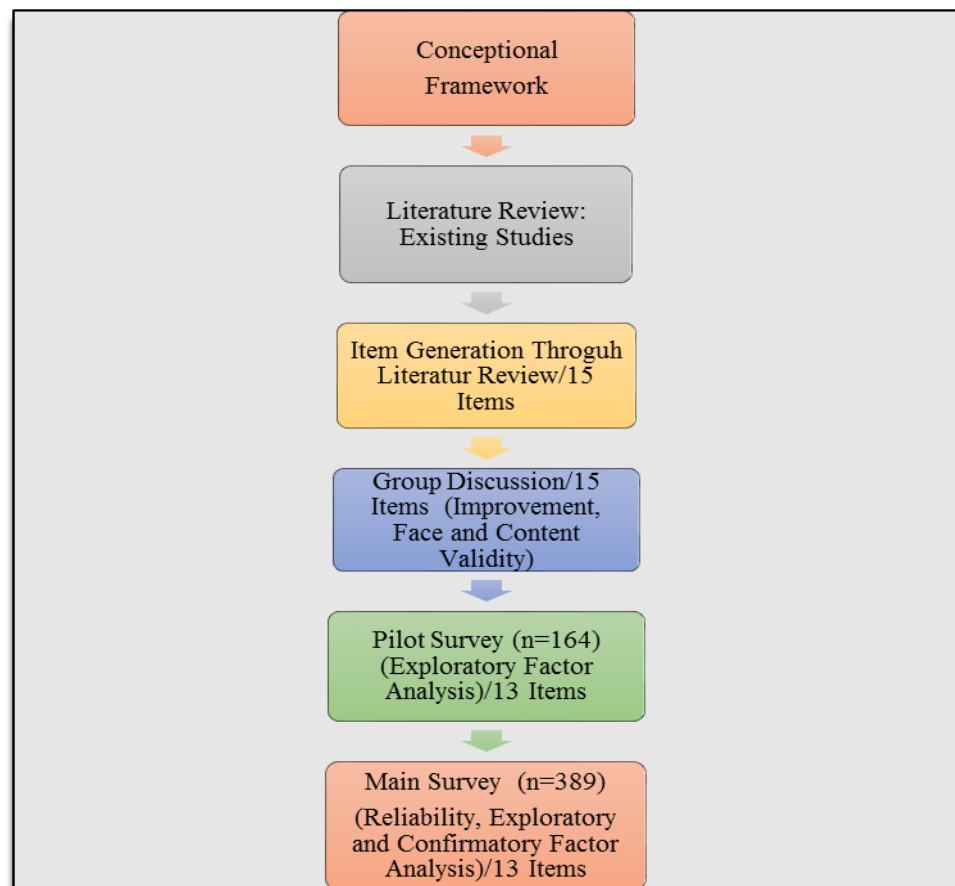 Conceptional
Framework
Literature Review:
Existing Studies
Item Generation Throguh
Literatur Review/15
Items
Group Discussion/15
Items (Improvement,
Face and Content
Validity)
Pilot Survey (n=164)
(Exploratory Factor
Analysis)/13 Items
Main Survey (n=389)
(Reliability, Exploratory
and Confirmatory Factor
Analysis)/13 Items